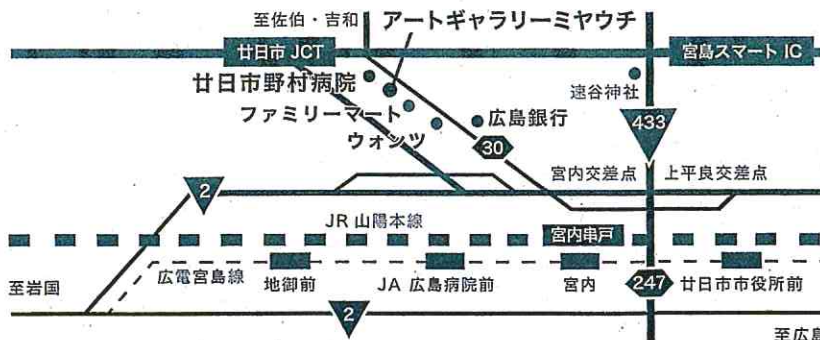 至佐伯・吉和
アートギャラリーミヤウチ
廿日市 JCT
宮島スマート IC
廿日市野村病院
速谷神社
ファミリーマート
広島銀行
433
ウォンツ
30
宮内交差点
上平良交差点
2
JR 山陽本線
宮内串戸
広電宮島線
至岩国
地御前
JA 広島病院前
宮内
247
廿日市市役所前
2
至広島